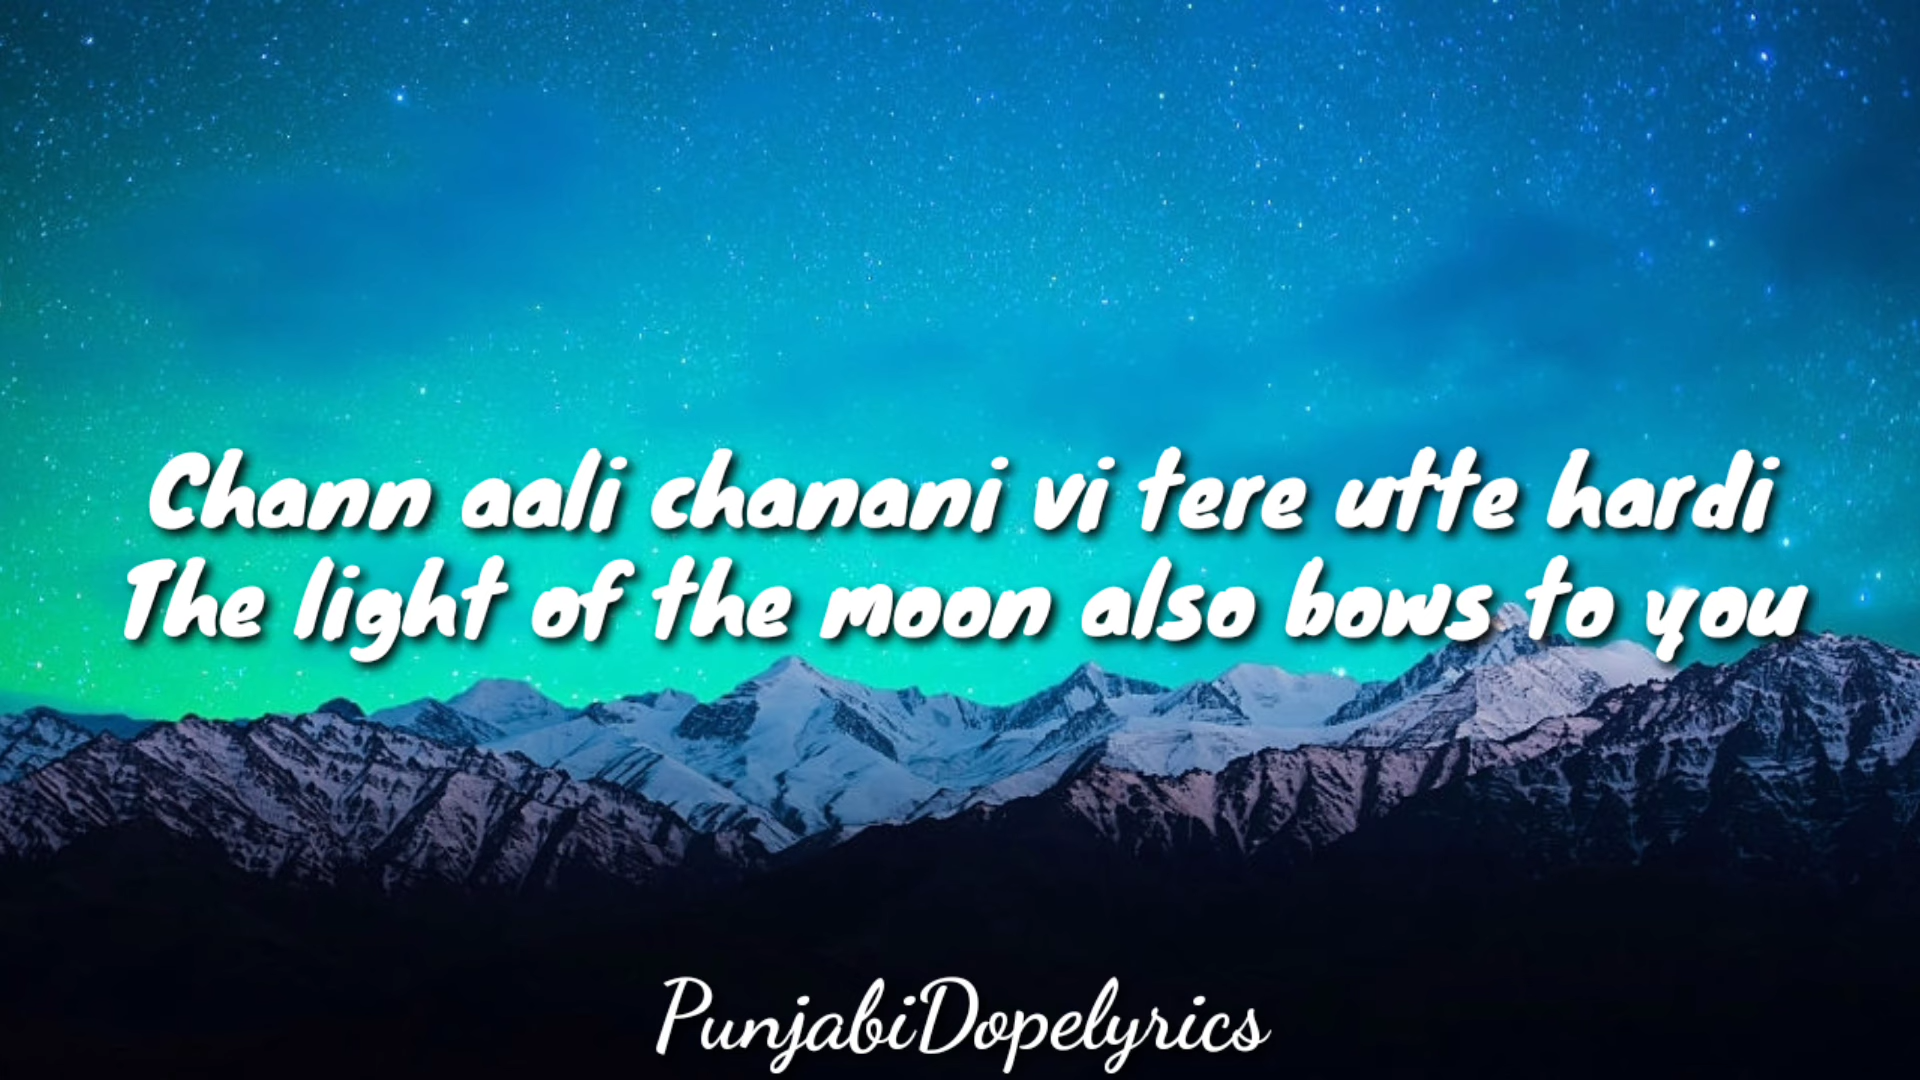 Chann aali chanani vi tere utte hardi
The light of the moon also bows to you
PunjabiDopelyrics